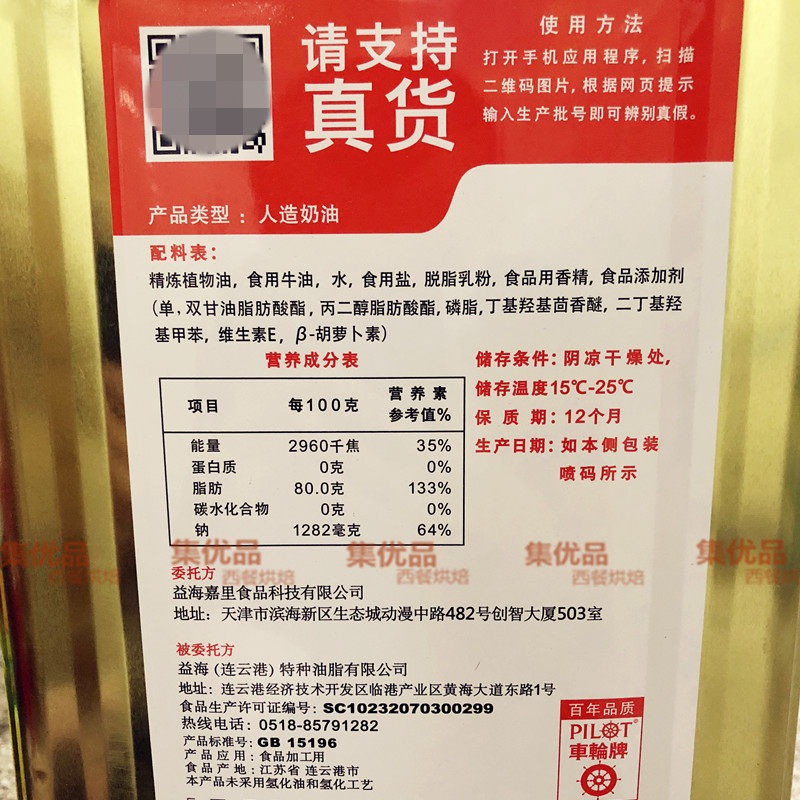 请支持
真货
使用方法
打开手机应用程序,扫描
二维码图片,根据网页提示
输入生产批号即可辨别真假。
产品类型：人造奶油
配料表：
精炼植物油，食用牛油，水，食用盐，脱脂乳粉，食品用香精，食品添加剂
(单,双甘油脂肪酸酯，丙二醇脂肪酸酯,磷脂,丁基羟基茴香醚，二丁基羟
基甲苯，维生素E，β-胡萝卜素)
营养成分表
项目 每100克 营养素
参考值%
能量 2960千焦 35%
蛋白质 0克 0%
脂肪 80.0克 133%
碳水化合物 0克 0%
钠 1282毫克 64%
储存条件：阴凉干燥处,
储存温度15℃-25℃
保质期：12个月
生产日期：如本侧包装
喷码所示
集优品 集优品 集优品 集优品 集优品
西餐烘焙 西餐烘焙 西餐烘焙 西餐烘焙
委托方
益海嘉里食品科技有限公司
地址：天津市滨海新区生态城动漫中路482号创智大厦503室
被委托方
益海(连云港)特种油脂有限公司
地址：连云港经济技术开发区临港产业区黄海大道东路1号
食品生产许可证编号：SC10232070300299
热线电话：0518-85791282
产品标准号：GB 15196
产品应用：食品加工用
食品产地：江苏省 连云港市
本产品未采用氢化油和氢化工艺
百年品质
PILOT®
車輪牌